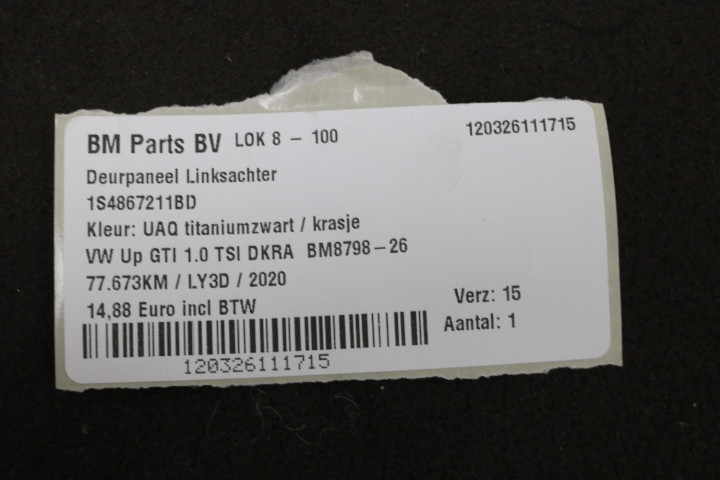 BM Parts BV LOK 8 - 100 120326111715
Deurpaneel Linksachter
1S4867211BD
Kleur: UAQ titaniumzwart / krasje
VW Up GTI 1.0 TSI DKRA BM8798-26
77.673KM / LY3D / 2020
14,88 Euro incl BTW
Verz: 15
Aantal: 1
120326111715